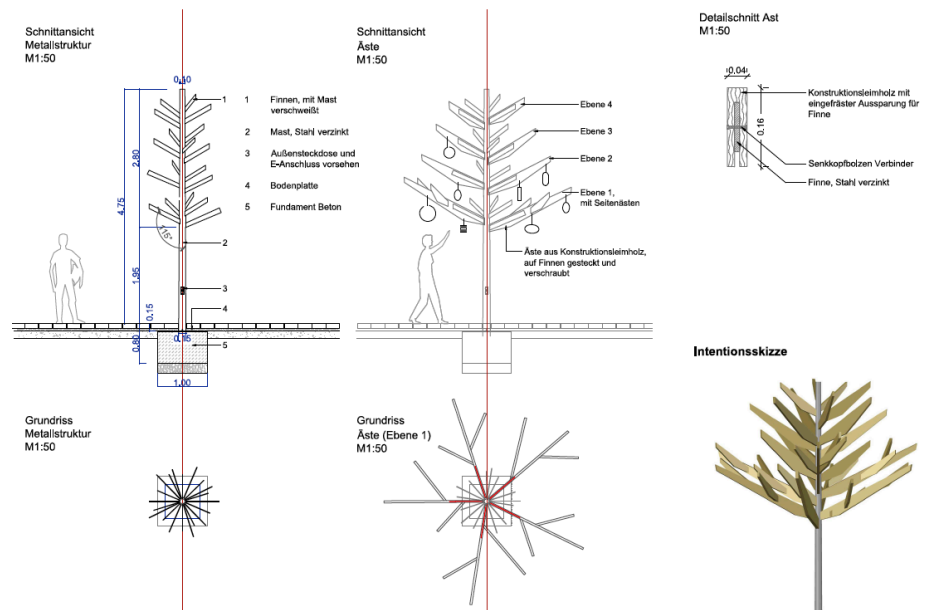 Schnittansicht
Metallstruktur
M1:50
0,10
1
2,80
4,75
115°
2
1,95
3
0,15
4
0,80
0,15
5
1,00
1 Finnen, mit Mast
verschweißt
2 Mast, Stahl verzinkt
3 Außensteckdose und
E-Anschluss vorsehen
4 Bodenplatte
5 Fundament Beton
Schnittansicht
Äste
M1:50
Ebene 4
Ebene 3
Ebene 2
Ebene 1,
mit Seitenästen
Äste aus Konstruktionsleimholz,
auf Finnen gesteckt und
verschraubt
Detailschnitt Ast
M1:50
0,04
0,16
Konstruktionsleimholz mit
eingefräster Aussparung für
Finne
Senkkopfbolzen Verbinder
Finne, Stahl verzinkt
Intentionsskizze
Grundriss
Metallstruktur
M1:50
Grundriss
Äste (Ebene 1)
M1:50